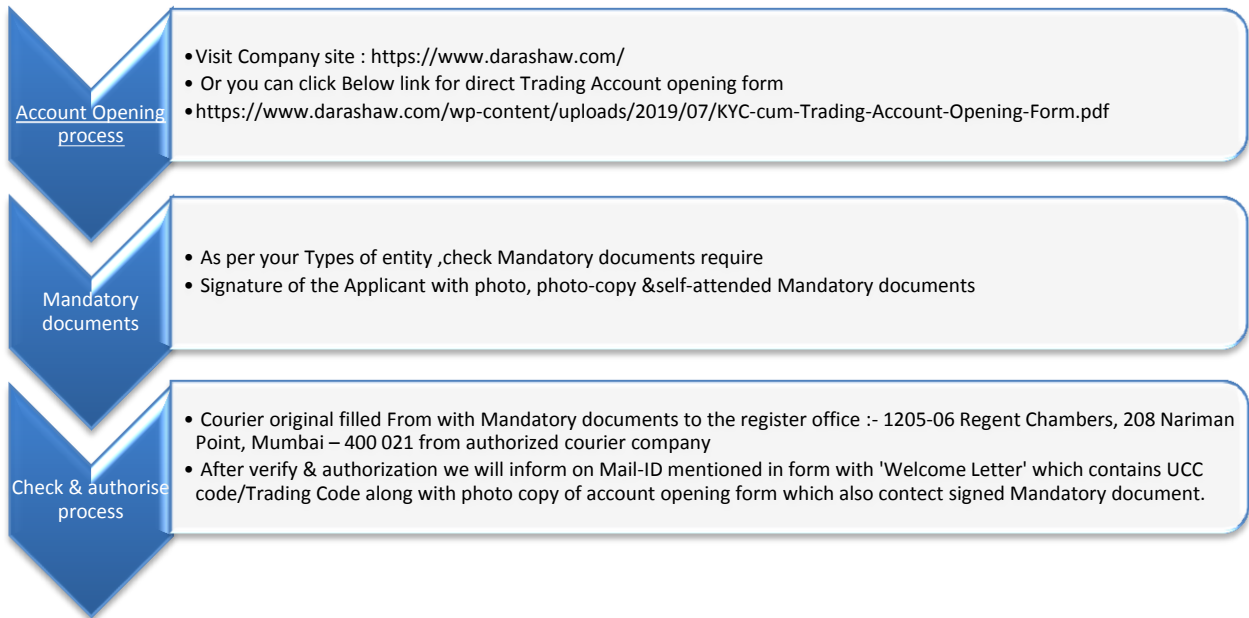 Account Opening
process
•Visit Company site : https://www.darashaw.com/
• Or you can click Below link for direct Trading Account opening form
•https://www.darashaw.com/wp-content/uploads/2019/07/KYC-cum-Trading-Account-Opening-Form.pdf
Mandatory
documents
• As per your Types of entity ,check Mandatory documents require
• Signature of the Applicant with photo, photo-copy &self-attended Mandatory documents
Check & authorise
process
• Courier original filled From with Mandatory documents to the register office :- 1205-06 Regent Chambers, 208 Nariman
Point, Mumbai – 400 021 from authorized courier company
• After verify & authorization we will inform on Mail-ID mentioned in form with 'Welcome Letter' which contains UCC
code/Trading Code along with photo copy of account opening form which also contect signed Mandatory document.